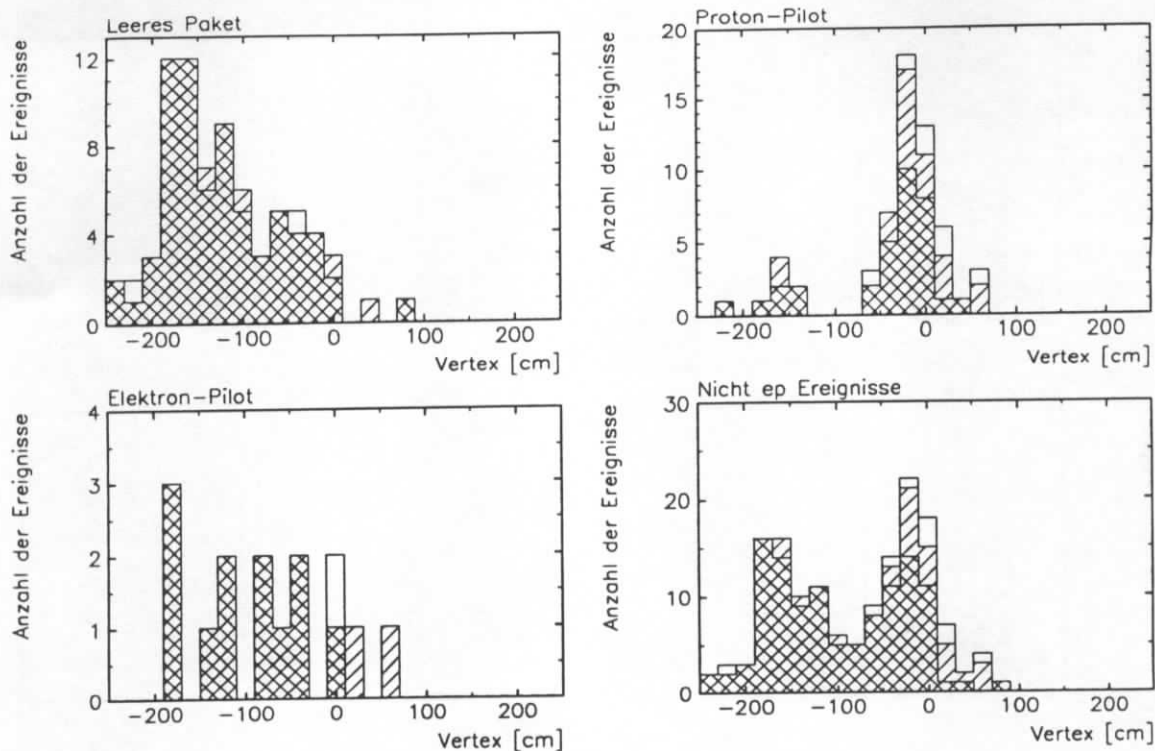 Leeres Paket
Anzahl der Ereignisse
12
8
4
0
−200 −100 0 100 200
Vertex [cm]
Proton−Pilot
Anzahl der Ereignisse
20
15
10
5
0
−200 −100 0 100 200
Vertex [cm]
Elektron−Pilot
Anzahl der Ereignisse
4
3
2
1
0
−200 −100 0 100 200
Vertex [cm]
Nicht ep Ereignisse
Anzahl der Ereignisse
30
20
10
0
−200 −100 0 100 200
Vertex [cm]